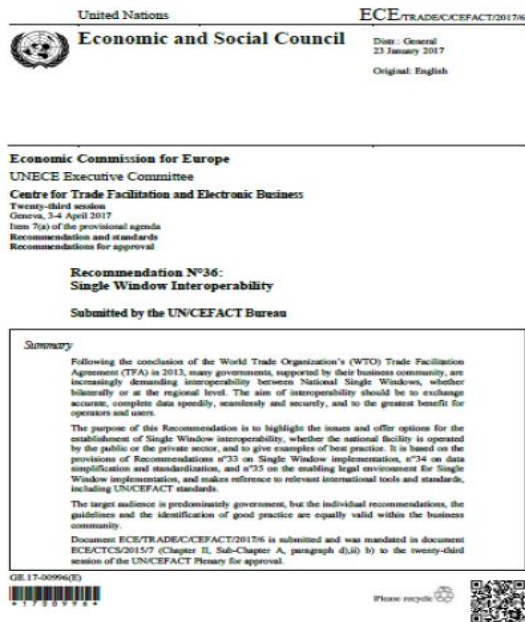 United Nations
ECE/TRADE/C/CEFACT/2017/6
Economic and Social Council
Distr.: General
23 January 2017
Original: English
Economic Commission for Europe
UNECE Executive Committee
Centre for Trade Facilitation and Electronic Business
Twenty-third session
Geneva, 3-4 April 2017
Item 7(a) of the provisional agenda
Recommendation and standards
Recommendations for approval
Recommendation N°36:
Single Window Interoperability
Submitted by the UN/CEFACT Bureau
Summary
Following the conclusion of the World Trade Organization's (WTO) Trade Facilitation
Agreement (TFA) in 2013, many governments, supported by their business community, are
increasingly demanding interoperability between National Single Windows, whether
bilaterally or at the regional level. The aim of interoperability should be to exchange
accurate, complete data speedily, seamlessly and securely, and to the greatest benefit for
operators and users.
The purpose of this Recommendation is to highlight the issues and offer options for the
establishment of Single Window interoperability, whether the national facility is operated
by the public or the private sector, and to give examples of best practice. It is based on the
provisions of Recommendations n°33 on Single Window implementation, n°34 on data
simplification and standardization, and n°35 on the enabling legal environment for Single
Window implementation, and makes reference to relevant international tools and standards,
including UN/CEFACT standards.
The target audience is predominately government, but the individual recommendations, the
guidelines and the identification of good practice are equally valid within the business
community.
Document ECE/TRADE/C/CEFACT/2017/6 is submitted and was mandated in document
ECE/CTCS/2015/7 (Chapter II, Sub-Chapter A, paragraph d),ii) b) to the twenty-third
session of the UN/CEFACT Plenary for approval.
GE.17-00996(E)
*1700996*
Please recycle